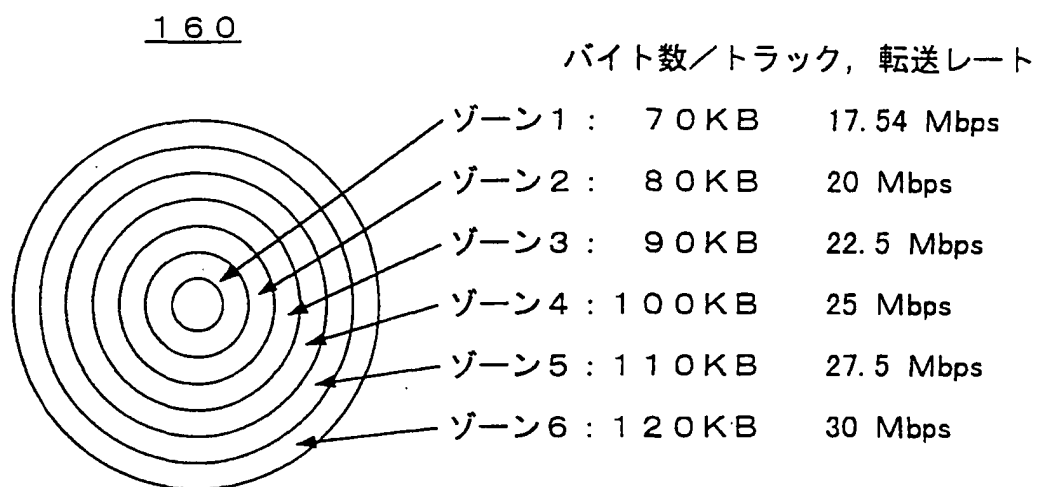 １６０
バイト数／トラック，転送レート
ゾーン１：　７０ＫＢ　17.54 Mbps
ゾーン２：　８０ＫＢ　20 Mbps
ゾーン３：　９０ＫＢ　22.5 Mbps
ゾーン４：１００ＫＢ　25 Mbps
ゾーン５：１１０ＫＢ　27.5 Mbps
ゾーン６：１２０ＫＢ　30 Mbps